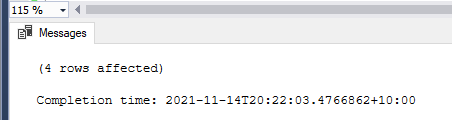 115 %
Messages
(4 rows affected)
Completion time: 2021-11-14T20:22:03.4766862+10:00